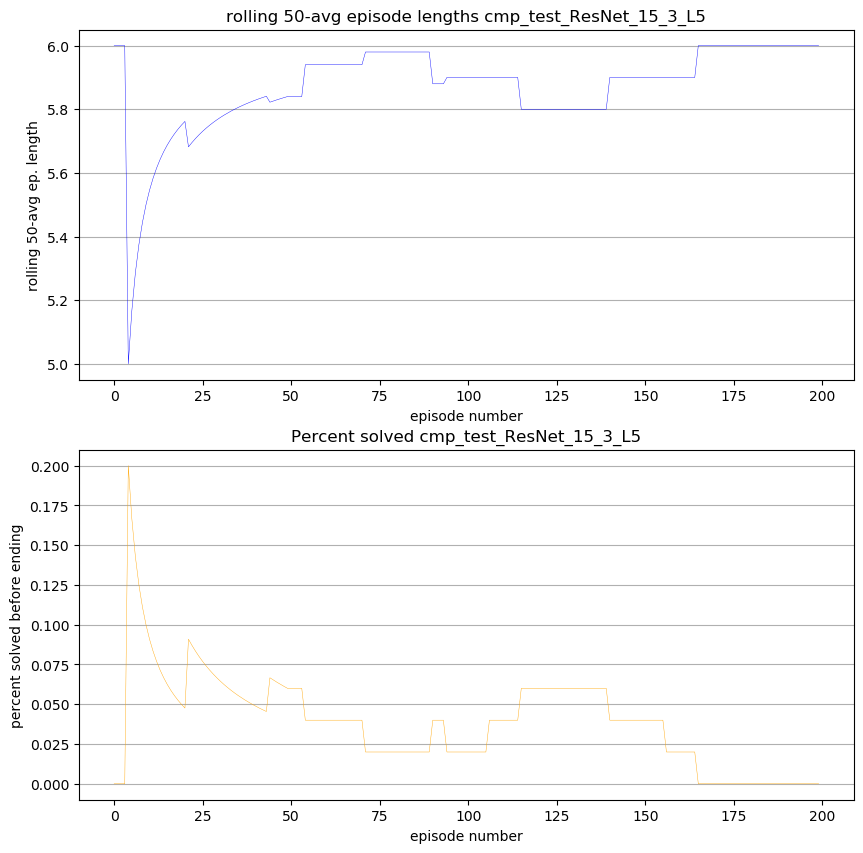 rolling 50-avg episode lengths cmp_test_ResNet_15_3_L5
6.0
5.8
5.6
5.4
5.2
5.0
rolling 50-avg ep. length
0 25 50 75 100 125 150 175 200
episode number
Percent solved cmp_test_ResNet_15_3_L5
0.200
0.175
0.150
0.125
0.100
0.075
0.050
0.025
0.000
percent solved before ending
0 25 50 75 100 125 150 175 200
episode number